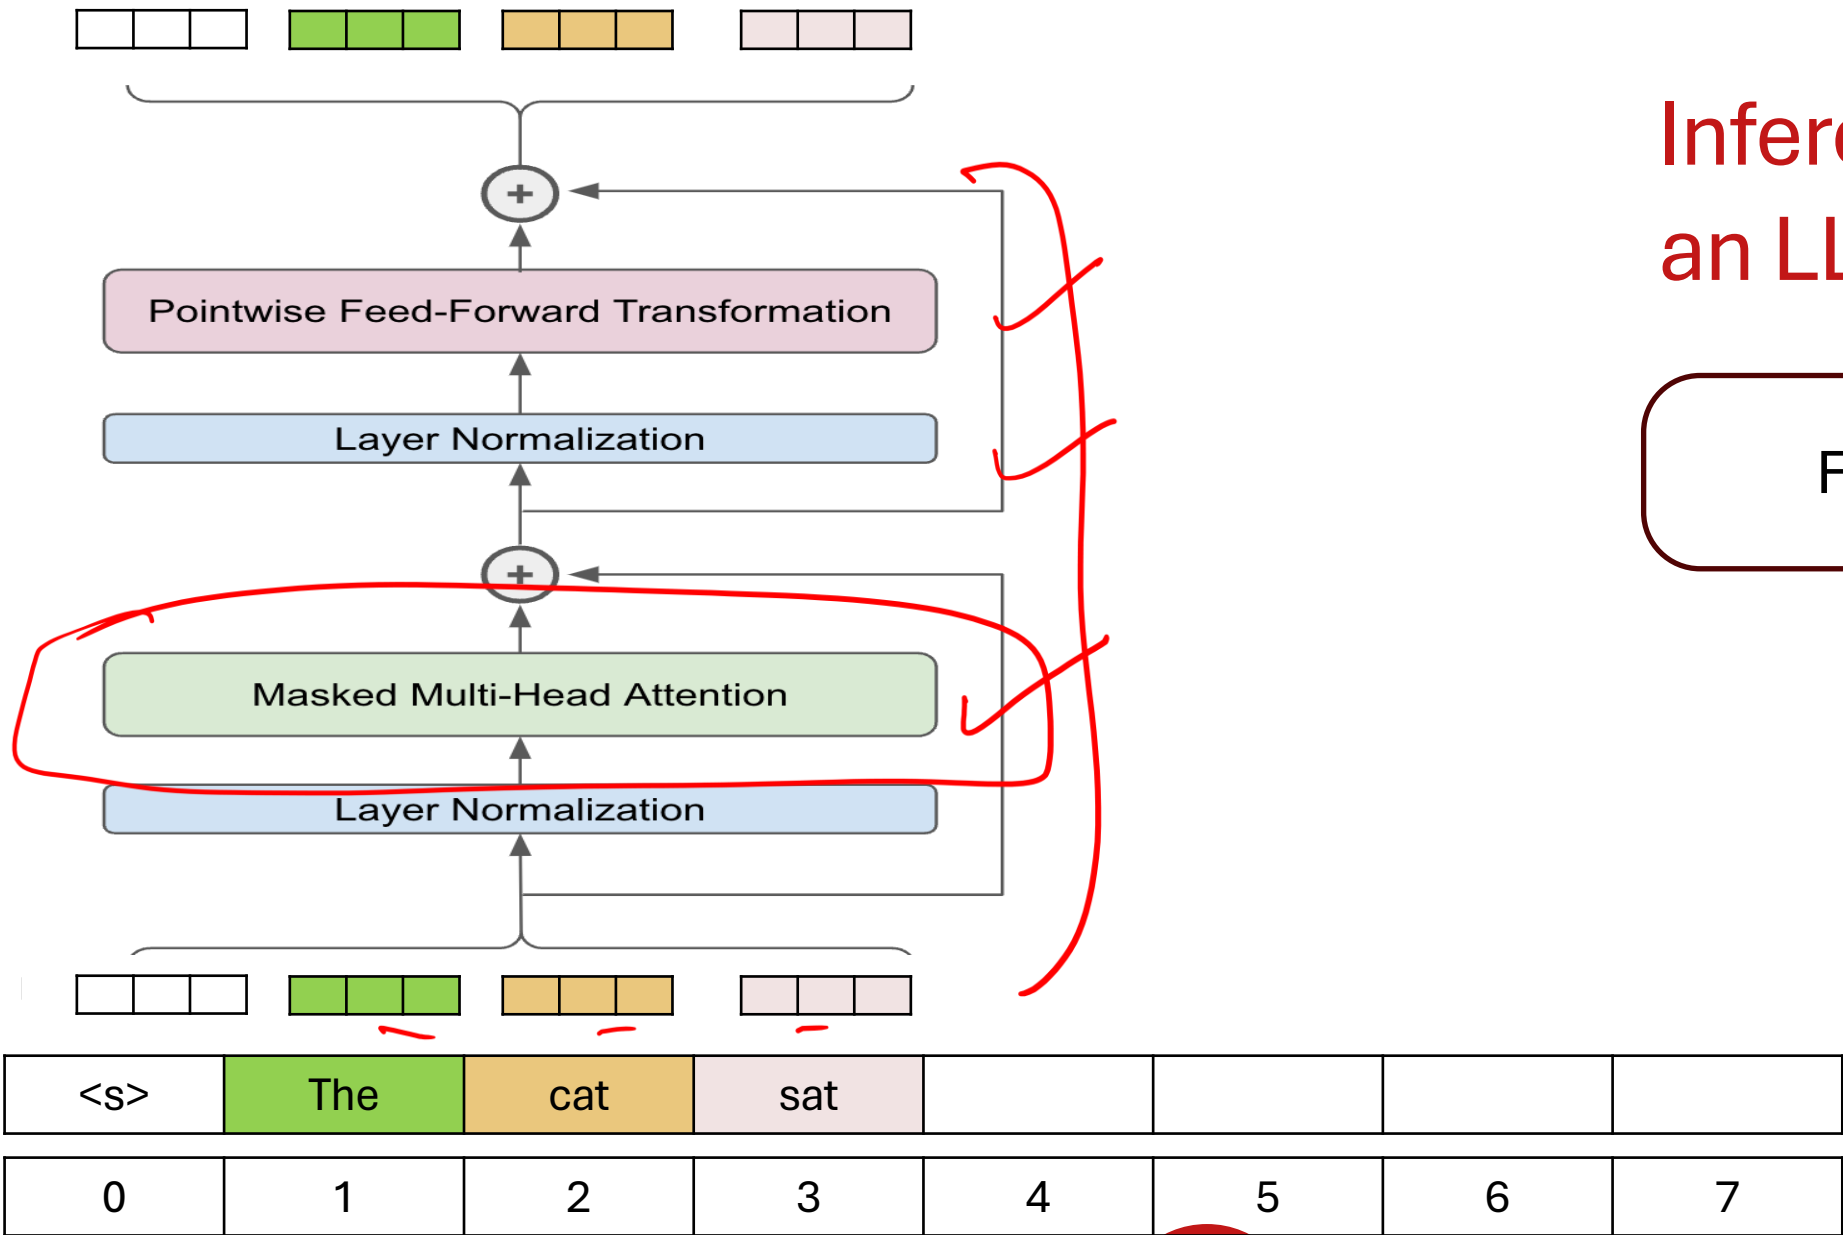 Infer
an LL
Pointwise Feed-Forward Transformation
F
Layer Normalization
+
+
Masked Multi-Head Attention
Layer Normalization
<s> The cat sat
0 1 2 3 4 5 6 7